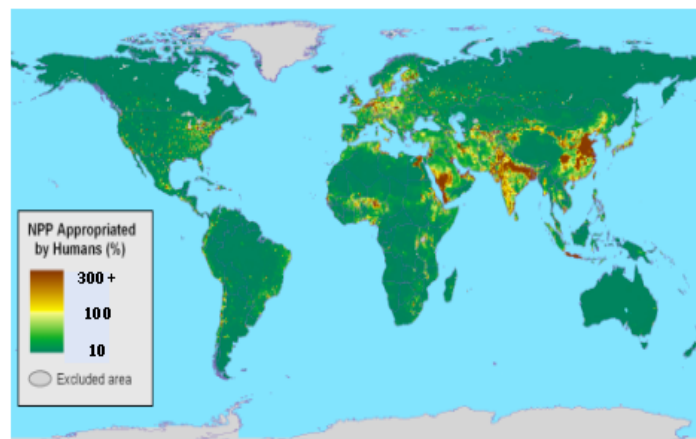 NPP Appropriated
by Humans (%)
300 +
100
10
Excluded area